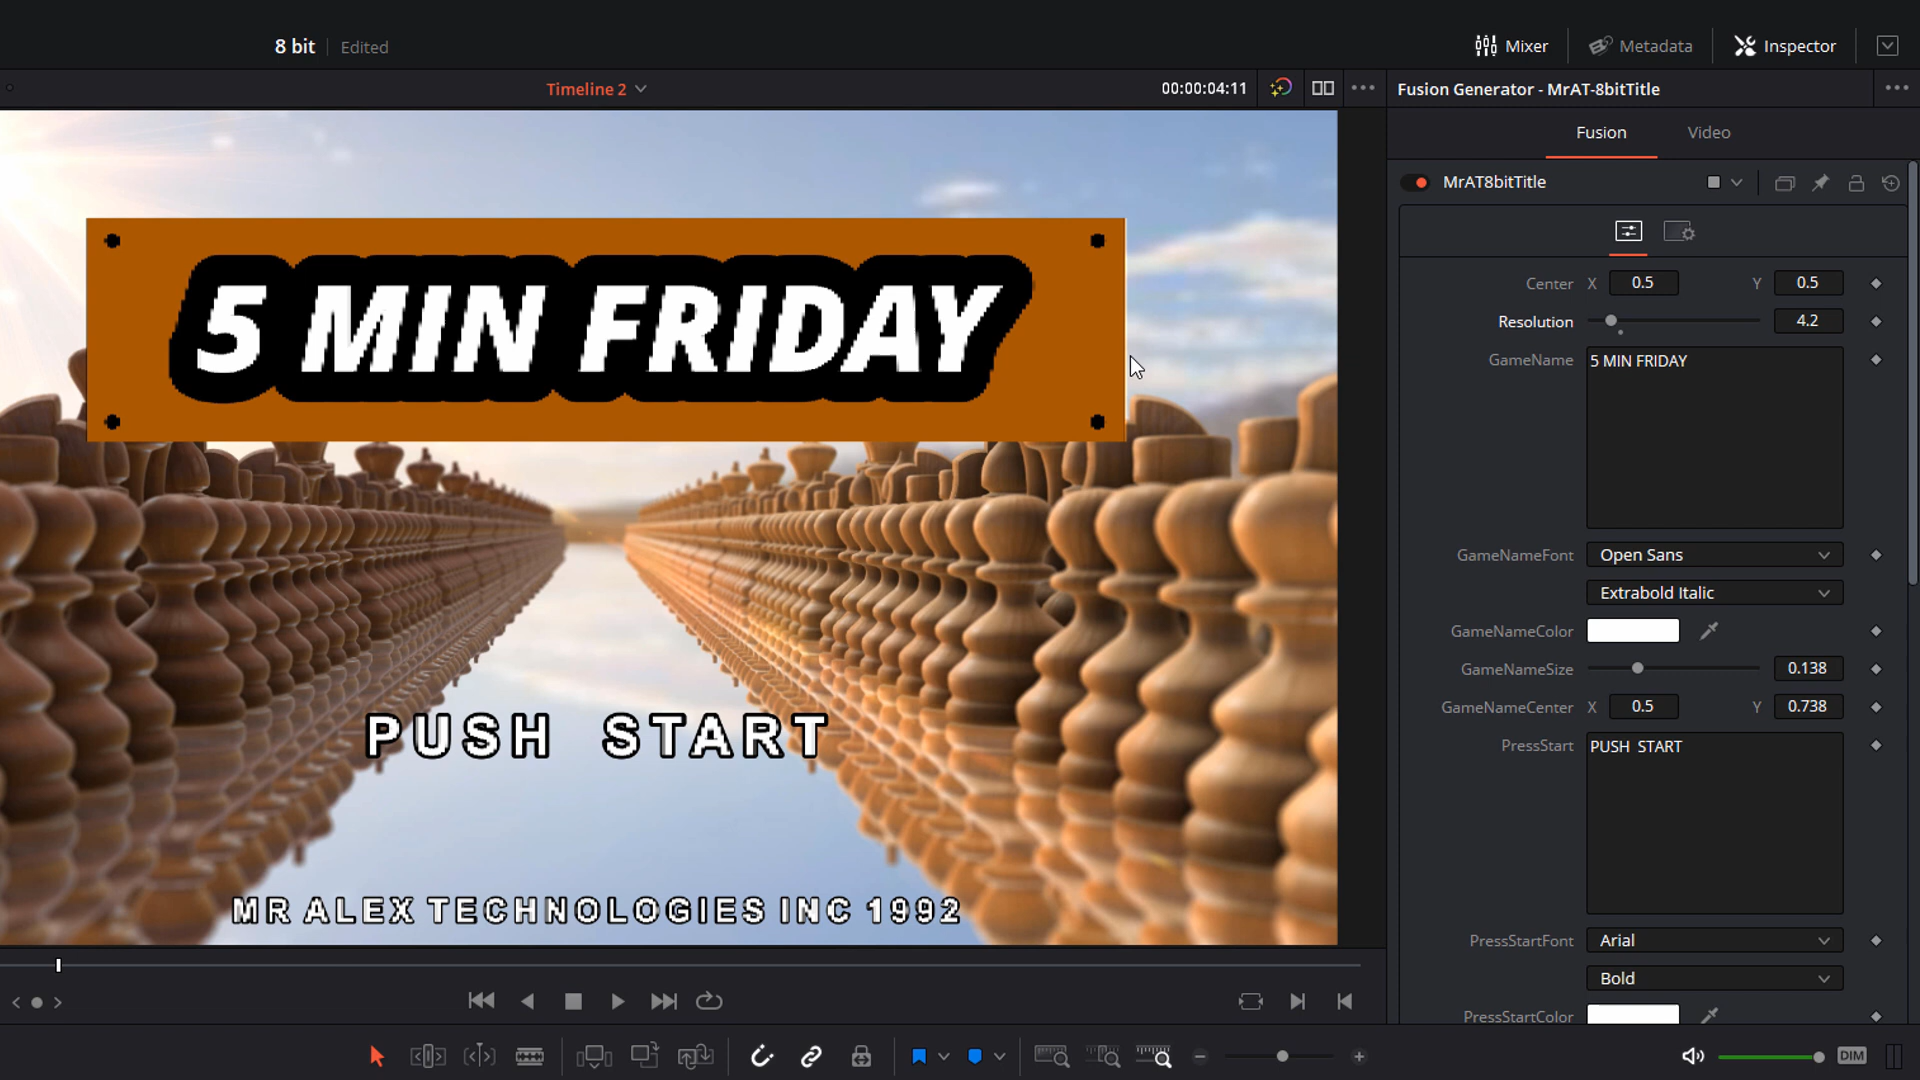 8 bit Edited
Mixer Metadata Inspector
Timeline 2 00:00:04:11
Fusion Generator - MrAT-8bitTitle
Fusion Video
MrAT8bitTitle
Center X 0.5 Y 0.5
Resolution 4.2
GameName 5 MIN FRIDAY
GameNameFont Open Sans
Extrabold Italic
GameNameColor
GameNameSize 0.138
GameNameCenter X 0.5 Y 0.738
PressStart PUSH START
PressStartFont Arial
Bold
PressStartColor
5 MIN FRIDAY
PUSH START
MR ALEX TECHNOLOGIES INC 1992
DIM